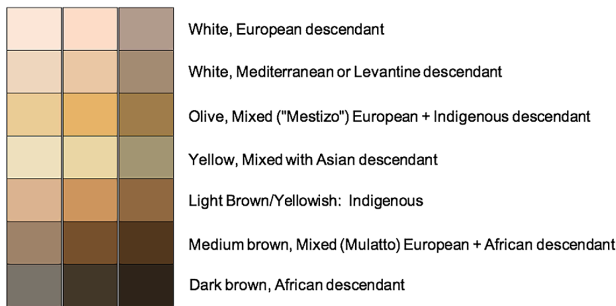 White, European descendant
White, Mediterranean or Levantine descendant
Olive, Mixed ("Mestizo") European + Indigenous descendant
Yellow, Mixed with Asian descendant
Light Brown/Yellowish:  Indigenous
Medium brown, Mixed (Mulatto) European + African descendant
Dark brown, African descendant